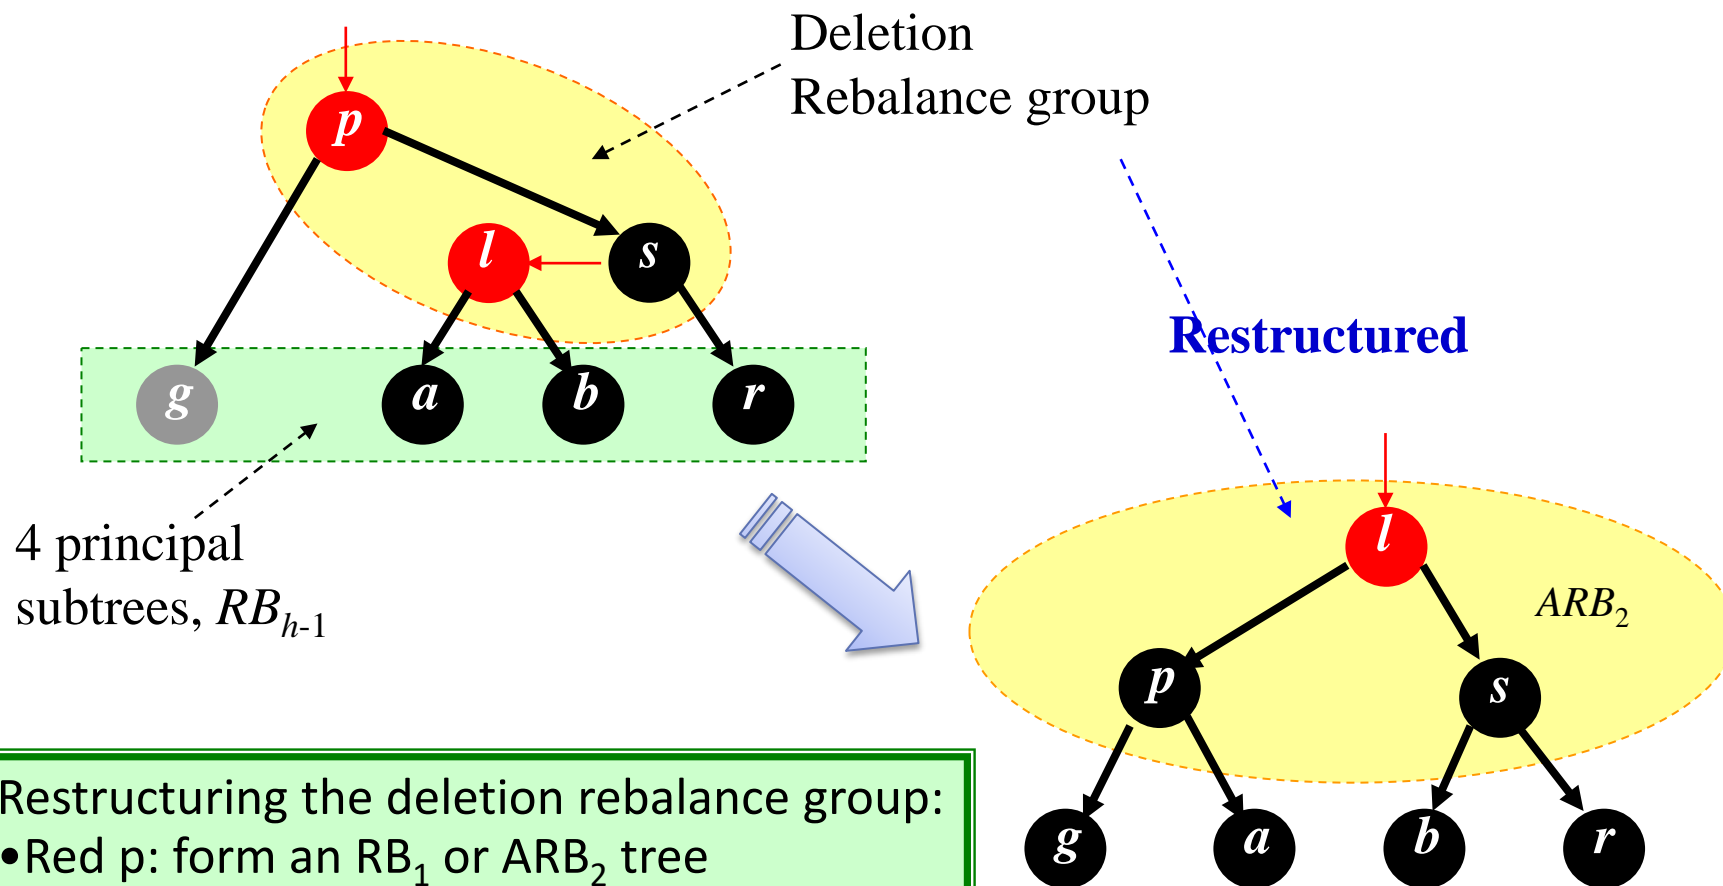 Deletion
Rebalance group
p
l
s
g
a
b
r
Restructured
4 principal
subtrees, RBh-1
l
ARB2
p
s
g
a
b
r
Restructuring the deletion rebalance group:
•Red p: form an RB1 or ARB2 tree